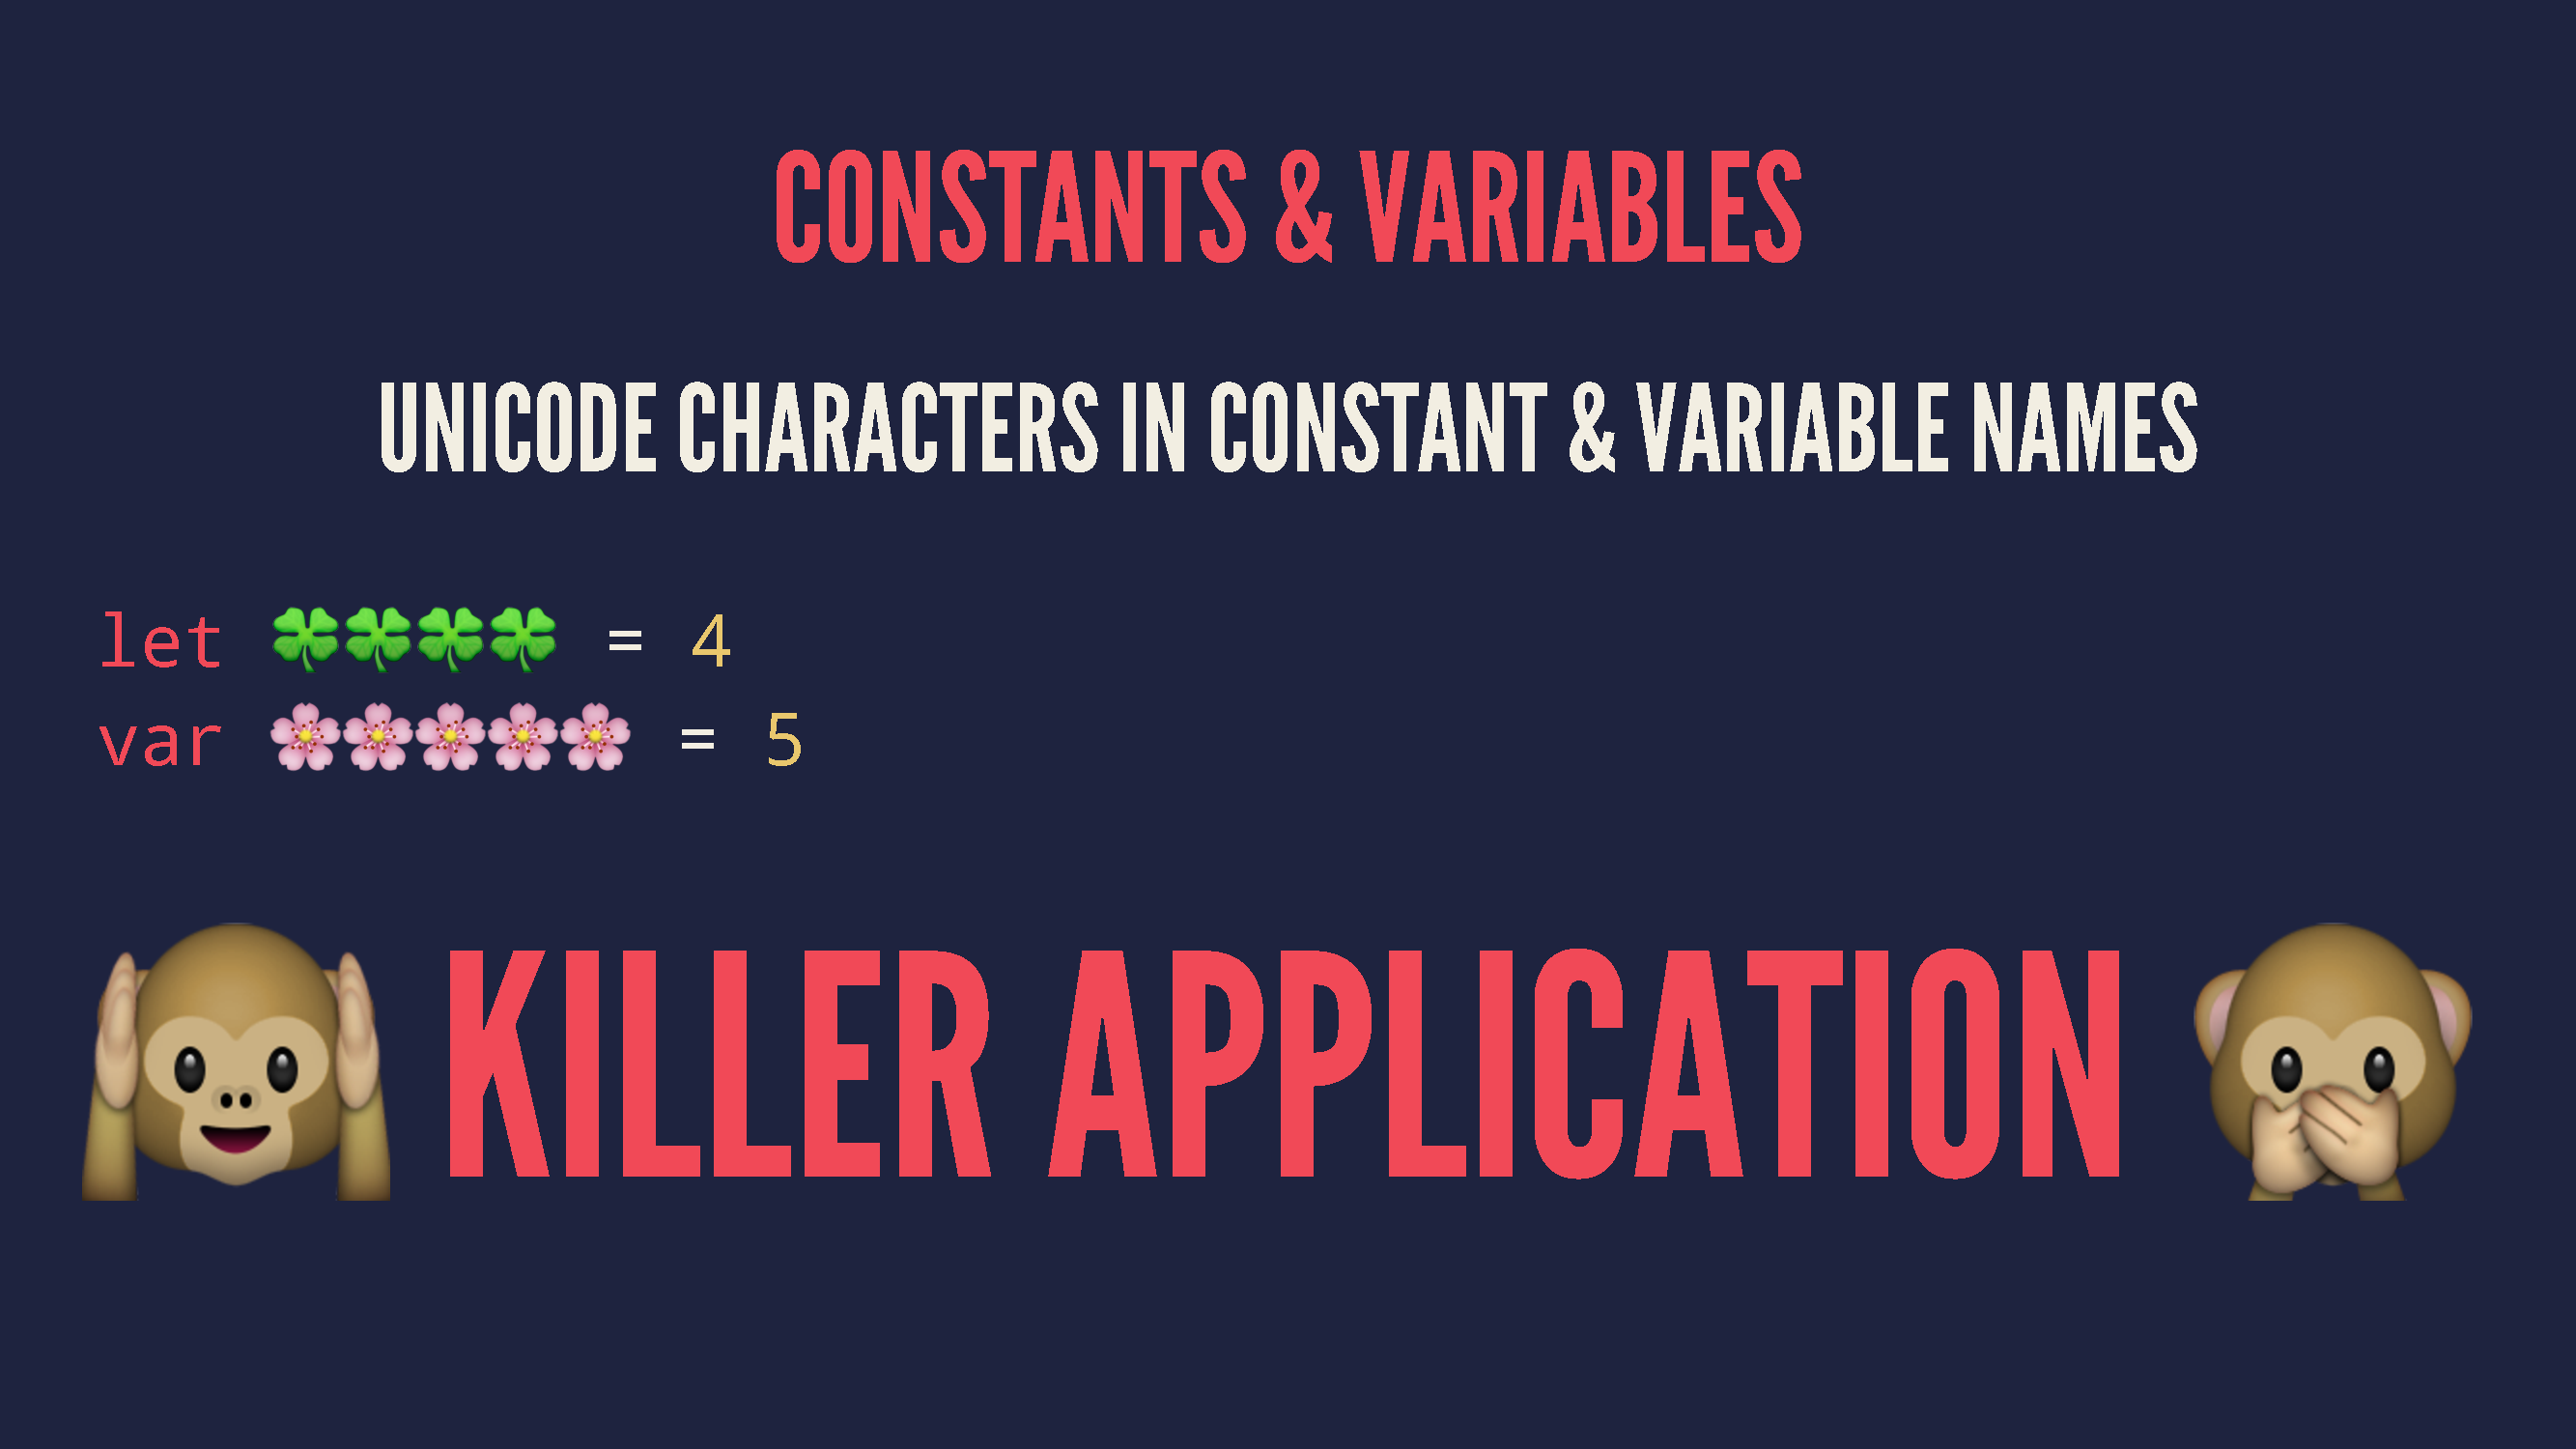 CONSTANTS & VARIABLES
UNICODE CHARACTERS IN CONSTANT & VARIABLE NAMES
let 🍀🍀🍀🍀 = 4
var 🌸🌸🌸🌸🌸 = 5
🙉 KILLER APPLICATION 🙊